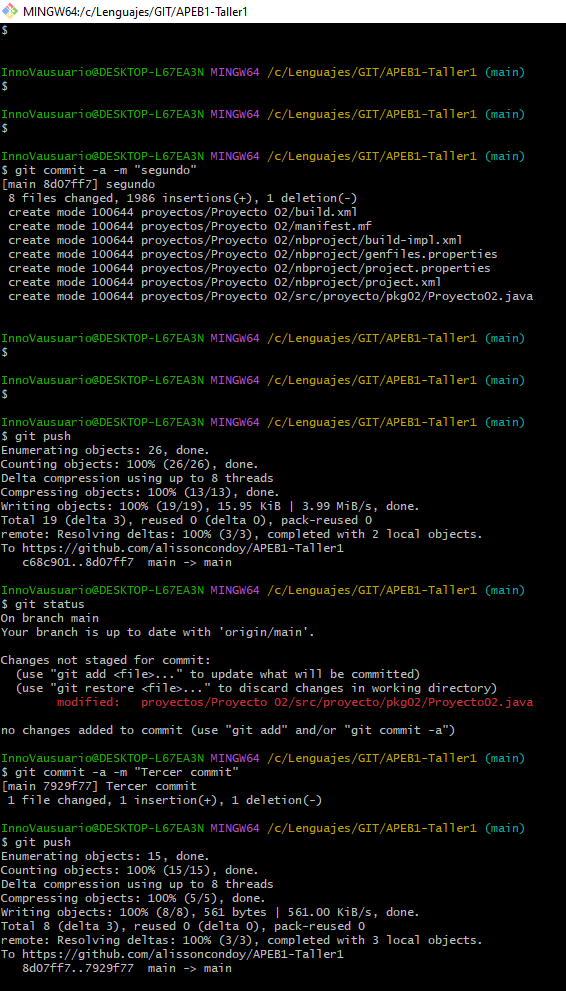 MINGW64:/c/Lenguajes/GIT/APEB1-Taller1
$
InnoVausuario@DESKTOP-L67EA3N MINGW64 /c/Lenguajes/GIT/APEB1-Taller1 (main)
$
InnoVausuario@DESKTOP-L67EA3N MINGW64 /c/Lenguajes/GIT/APEB1-Taller1 (main)
$
InnoVausuario@DESKTOP-L67EA3N MINGW64 /c/Lenguajes/GIT/APEB1-Taller1 (main)
$ git commit -a -m "segundo"
[main 8d07ff7] segundo
 8 files changed, 1986 insertions(+), 1 deletion(-)
 create mode 100644 proyectos/Proyecto 02/build.xml
 create mode 100644 proyectos/Proyecto 02/manifest.mf
 create mode 100644 proyectos/Proyecto 02/nbproject/build-impl.xml
 create mode 100644 proyectos/Proyecto 02/nbproject/genfiles.properties
 create mode 100644 proyectos/Proyecto 02/nbproject/project.properties
 create mode 100644 proyectos/Proyecto 02/nbproject/project.xml
 create mode 100644 proyectos/Proyecto 02/src/proyecto/pkg02/Proyecto02.java
InnoVausuario@DESKTOP-L67EA3N MINGW64 /c/Lenguajes/GIT/APEB1-Taller1 (main)
$
InnoVausuario@DESKTOP-L67EA3N MINGW64 /c/Lenguajes/GIT/APEB1-Taller1 (main)
$
InnoVausuario@DESKTOP-L67EA3N MINGW64 /c/Lenguajes/GIT/APEB1-Taller1 (main)
$ git push
Enumerating objects: 26, done.
Counting objects: 100% (26/26), done.
Delta compression using up to 8 threads
Compressing objects: 100% (13/13), done.
Writing objects: 100% (19/19), 15.95 KiB | 3.99 MiB/s, done.
Total 19 (delta 3), reused 0 (delta 0), pack-reused 0
remote: Resolving deltas: 100% (3/3), completed with 2 local objects.
To https://github.com/alissoncondoy/APEB1-Taller1
   c68c901..8d07ff7  main -> main
InnoVausuario@DESKTOP-L67EA3N MINGW64 /c/Lenguajes/GIT/APEB1-Taller1 (main)
$ git status
On branch main
Your branch is up to date with 'origin/main'.
Changes not staged for commit:
  (use "git add <file>..." to update what will be committed)
  (use "git restore <file>..." to discard changes in working directory)
        modified:   proyectos/Proyecto 02/src/proyecto/pkg02/Proyecto02.java
no changes added to commit (use "git add" and/or "git commit -a")
InnoVausuario@DESKTOP-L67EA3N MINGW64 /c/Lenguajes/GIT/APEB1-Taller1 (main)
$ git commit -a -m "Tercer commit"
[main 7929f77] Tercer commit
 1 file changed, 1 insertion(+), 1 deletion(-)
InnoVausuario@DESKTOP-L67EA3N MINGW64 /c/Lenguajes/GIT/APEB1-Taller1 (main)
$ git push
Enumerating objects: 15, done.
Counting objects: 100% (15/15), done.
Delta compression using up to 8 threads
Compressing objects: 100% (5/5), done.
Writing objects: 100% (8/8), 561 bytes | 561.00 KiB/s, done.
Total 8 (delta 3), reused 0 (delta 0), pack-reused 0
remote: Resolving deltas: 100% (3/3), completed with 3 local objects.
To https://github.com/alissoncondoy/APEB1-Taller1
   8d07ff7..7929f77  main -> main